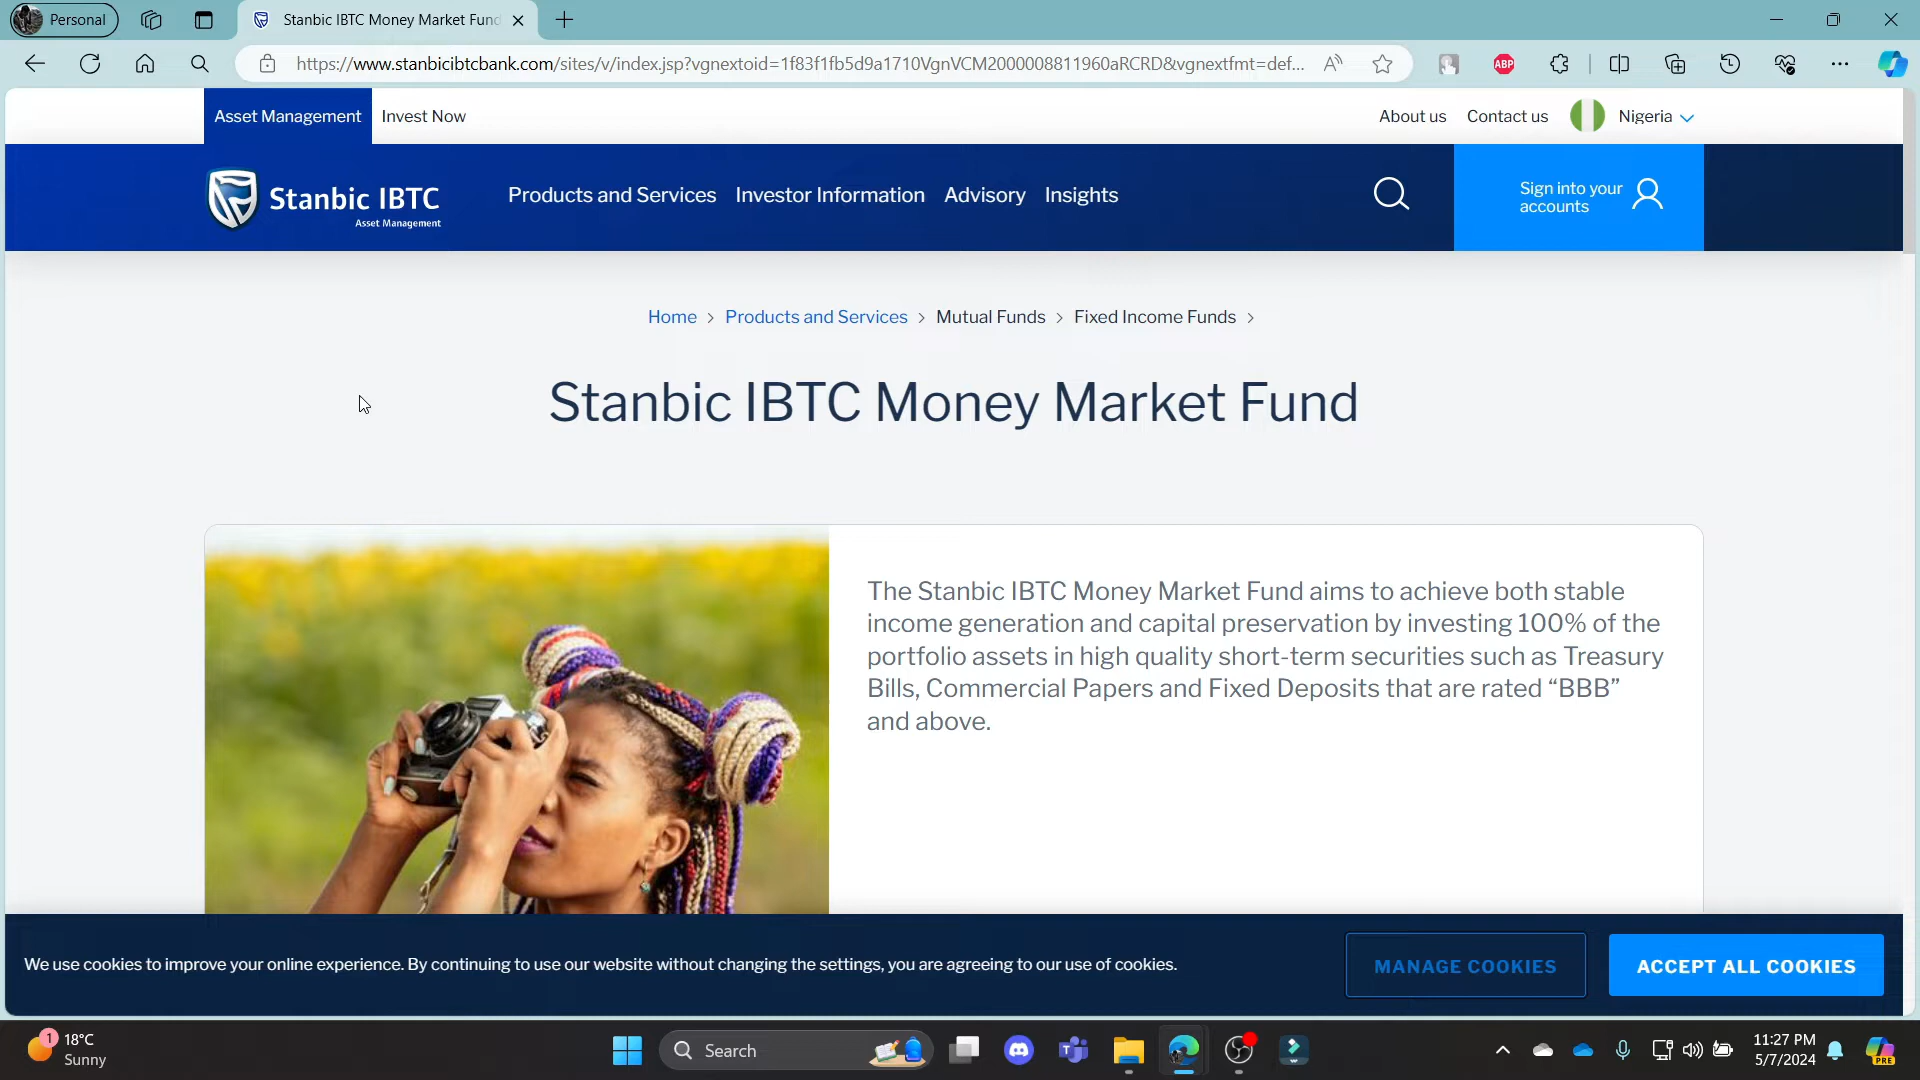 Personal
Stanbic IBTC Money Market Fund
https://www.stanbicibtcbank.com/sites/v/index.jsp?vgnextoid=1f83f1fb5d9a1710VgnVCM2000008811960aRCRD&vgnextfmt=def...
ABP
Asset Management
Invest Now
About us
Contact us
Nigeria
Stanbic IBTC
Asset Management
Products and Services
Investor Information
Advisory
Insights
Sign into your
accounts
Home > Products and Services > Mutual Funds > Fixed Income Funds >
Stanbic IBTC Money Market Fund
The Stanbic IBTC Money Market Fund aims to achieve both stable
income generation and capital preservation by investing 100% of the
portfolio assets in high quality short-term securities such as Treasury
Bills, Commercial Papers and Fixed Deposits that are rated “BBB”
and above.
We use cookies to improve your online experience. By continuing to use our website without changing the settings, you are agreeing to our use of cookies.
MANAGE COOKIES
ACCEPT ALL COOKIES
1
18°C
Sunny
Search
11:27 PM
5/7/2024
PRE